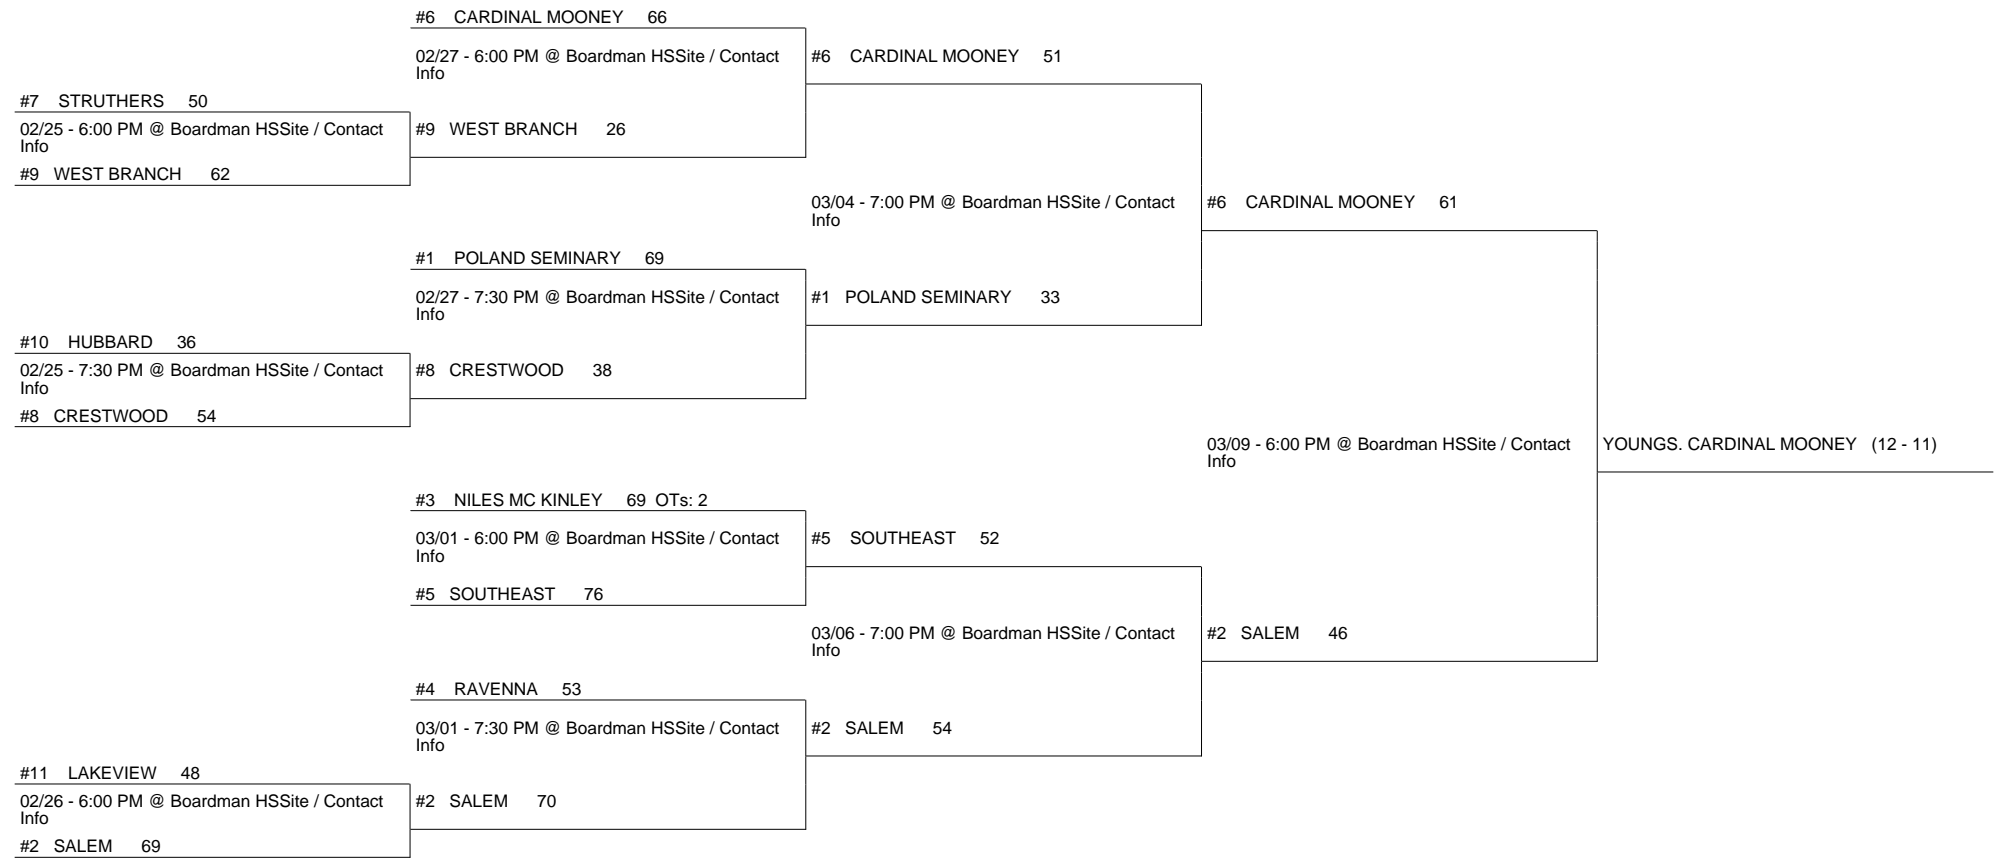 #6 CARDINAL MOONEY 66
02/27 - 6:00 PM @ Boardman HSSite / Contact
Info
#6 CARDINAL MOONEY 51
#7 STRUTHERS 50
02/25 - 6:00 PM @ Boardman HSSite / Contact
Info
#9 WEST BRANCH 26
#9 WEST BRANCH 62
03/04 - 7:00 PM @ Boardman HSSite / Contact
Info
#6 CARDINAL MOONEY 61
#1 POLAND SEMINARY 69
02/27 - 7:30 PM @ Boardman HSSite / Contact
Info
#1 POLAND SEMINARY 33
#10 HUBBARD 36
02/25 - 7:30 PM @ Boardman HSSite / Contact
Info
#8 CRESTWOOD 38
#8 CRESTWOOD 54
03/09 - 6:00 PM @ Boardman HSSite / Contact
Info
YOUNGS. CARDINAL MOONEY (12 - 11)
#3 NILES MC KINLEY 69 OTs: 2
03/01 - 6:00 PM @ Boardman HSSite / Contact
Info
#5 SOUTHEAST 52
#5 SOUTHEAST 76
03/06 - 7:00 PM @ Boardman HSSite / Contact
Info
#2 SALEM 46
#4 RAVENNA 53
03/01 - 7:30 PM @ Boardman HSSite / Contact
Info
#2 SALEM 54
#11 LAKEVIEW 48
02/26 - 6:00 PM @ Boardman HSSite / Contact
Info
#2 SALEM 70
#2 SALEM 69